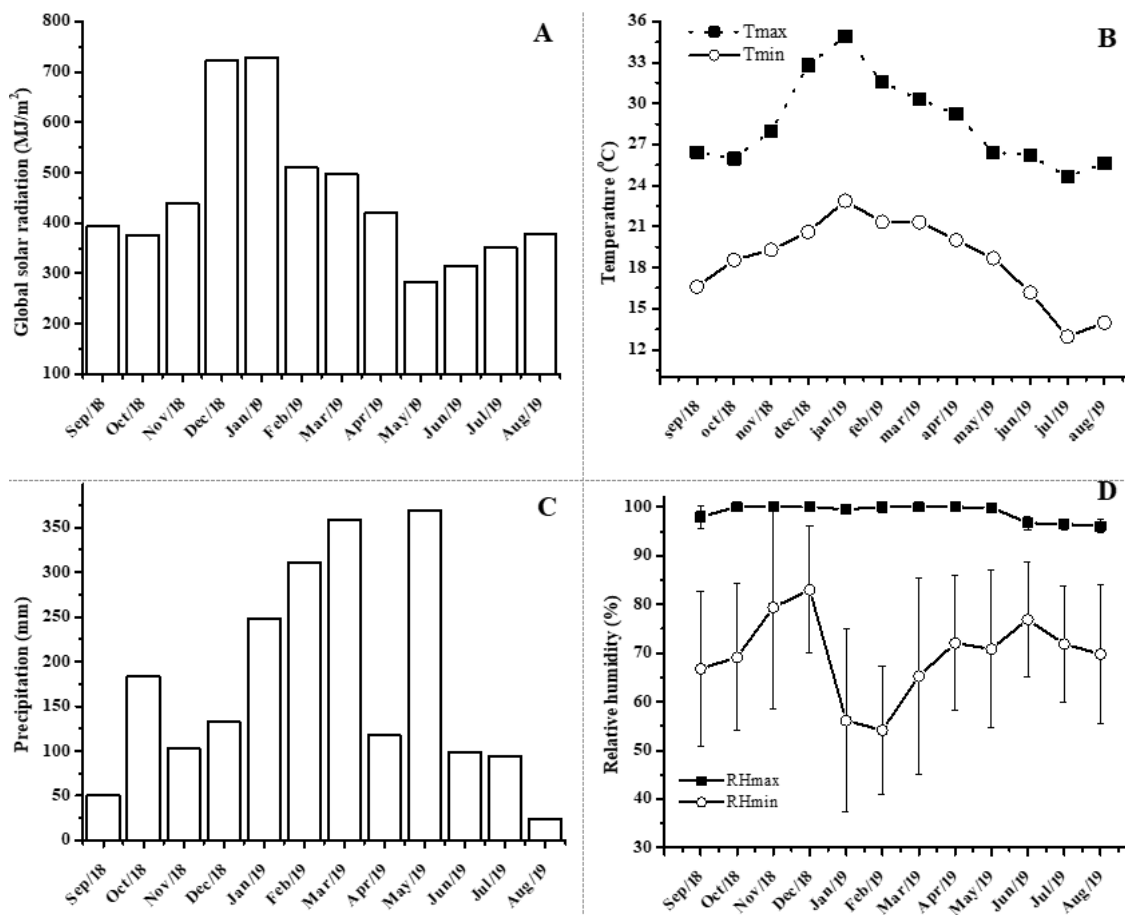 A
Global solar radiation (MJ/m²)
800
700
600
500
400
300
200
100
Sep/18 Oct/18 Nov/18 Dec/18 Jan/19 Feb/19 Mar/19 Apr/19 May/19 Jun/19 Jul/19 Aug/19
B
Tmax
Tmin
Temperature (⁰C)
36
33
30
27
24
21
18
15
12
sep/18 oct/18 nov/18 dec/18 jan/19 feb/19 mar/19 apr/19 may/19 jun/19 jul/19 aug/19
C
Precipitation (mm)
350
300
250
200
150
100
50
0
Sep/18 Oct/18 Nov/18 Dec/18 Jan/19 Feb/19 Mar/19 Apr/19 May/19 Jun/19 Jul/19 Aug/19
D
Relative humidity (%)
100
90
80
70
60
50
40
30
RHmax
RHmin
Sep/18 Oct/18 Nov/18 Dec/18 Jan/19 Feb/19 Mar/19 Apr/19 May/19 Jun/19 Jul/19 Aug/19